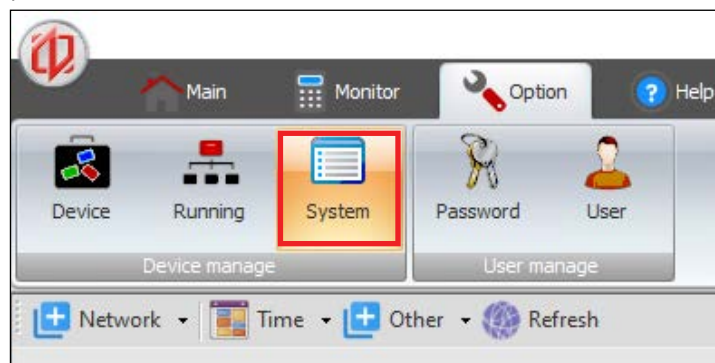 Main Monitor Option Help
Device Running System Password User
Device manage User manage
Network Time Other Refresh